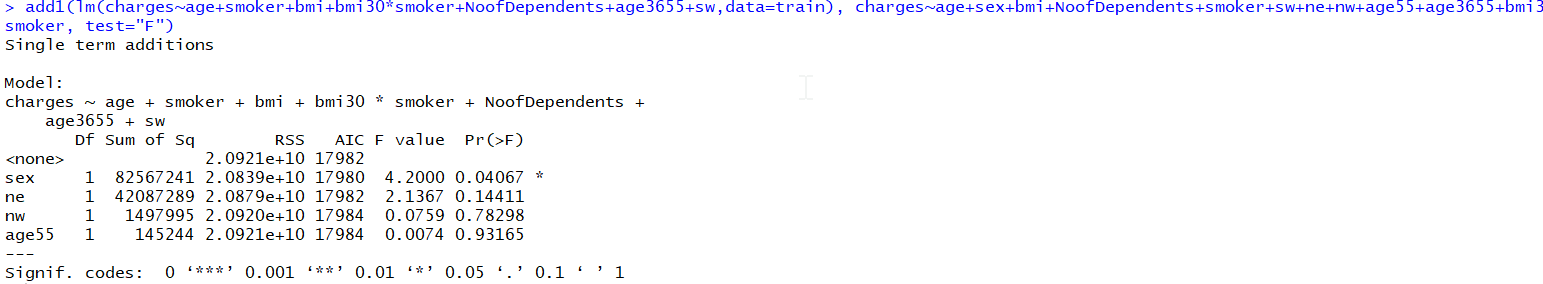 > add1(lm(charges~age+smoker+bmi+bmi30*smoker+NoofDependents+age3655+sw,data=train), charges~age+sex+bmi+NoofDependents+smoker+sw+ne+nw+age55+age3655+bmi3
smoker, test="F")
Single term additions

Model:
charges ~ age + smoker + bmi + bmi30 * smoker + NoofDependents +
    age3655 + sw
       Df Sum of Sq        RSS   AIC F value  Pr(>F)
<none>              2.0921e+10 17982
sex     1  82567241 2.0839e+10 17980  4.2000 0.04067 *
ne      1  42087289 2.0879e+10 17982  2.1367 0.14411
nw      1   1497995 2.0920e+10 17984  0.0759 0.78298
age55   1    145244 2.0921e+10 17984  0.0074 0.93165
---
Signif. codes:  0 ‘***’ 0.001 ‘**’ 0.01 ‘*’ 0.05 ‘.’ 0.1 ‘ ’ 1